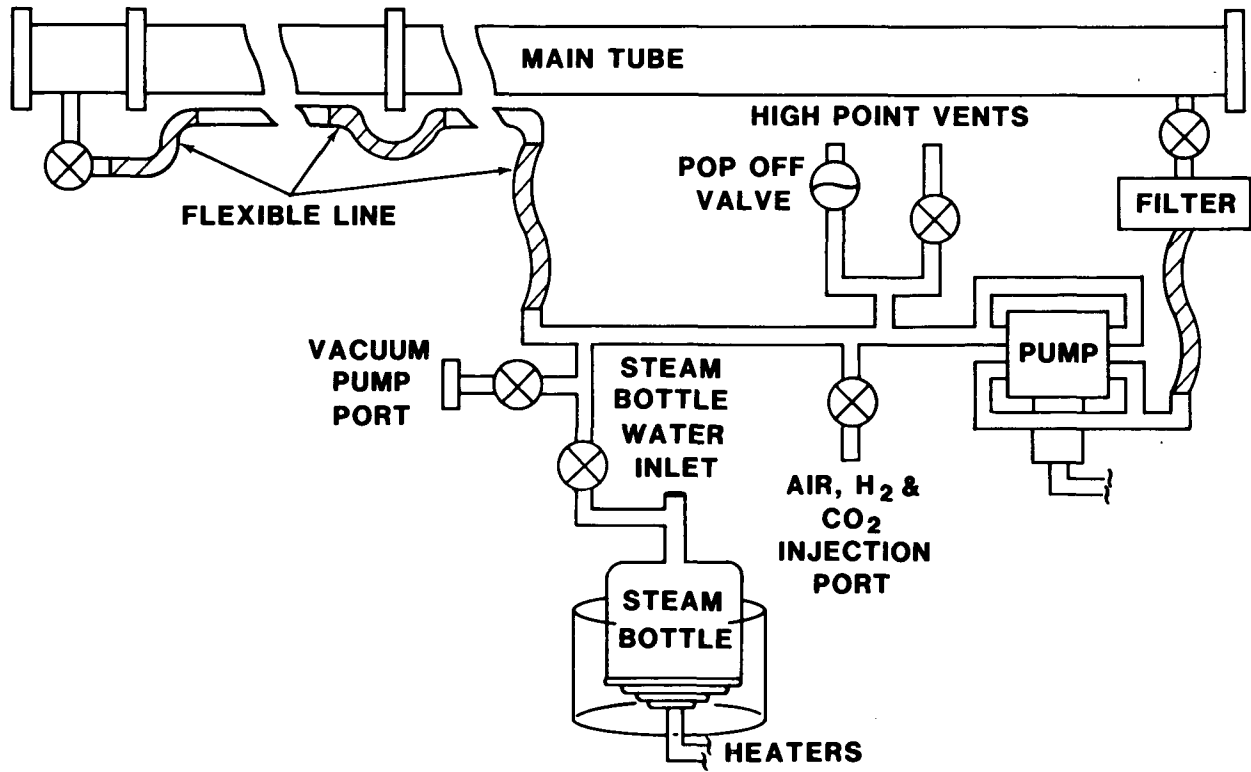 MAIN TUBE
HIGH POINT VENTS
POP OFF
VALVE
FILTER
FLEXIBLE LINE
PUMP
VACUUM
PUMP
PORT
STEAM
BOTTLE
WATER
INLET
AIR, H₂ &
CO₂
INJECTION
PORT
STEAM
BOTTLE
HEATERS